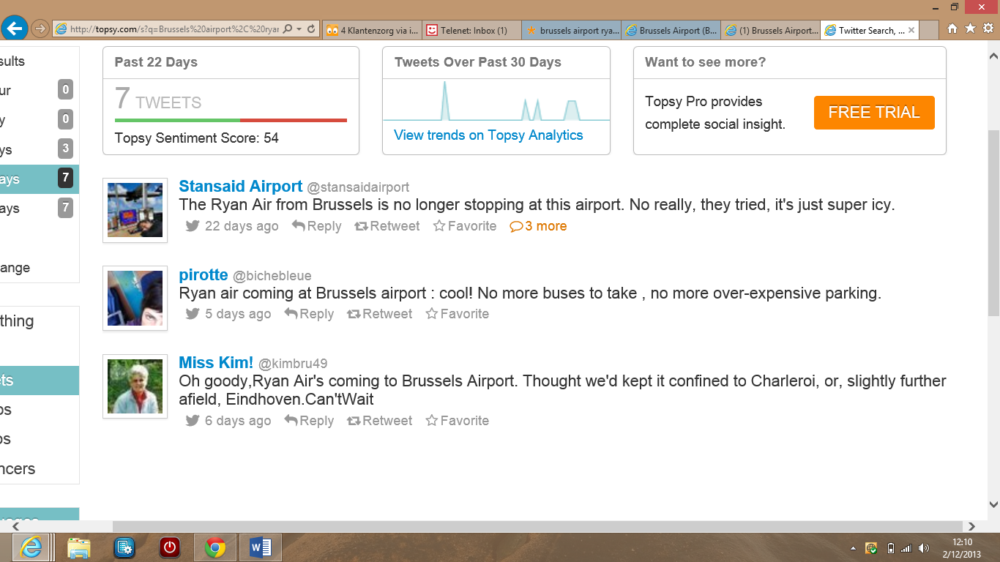 http://topsy.com/s?q=Brussels%20airport%2C%20ryar
4 Klantenzorg via i...
Telenet: Inbox (1)
brussels airport rya...
Brussels Airport (B...
(1) Brussels Airport...
Twitter Search, ...
sults
ur 0
y 0
ys 3
ays 7
ays 7
ange
thing
ts
os
os
ncers
Past 22 Days
7 TWEETS
Topsy Sentiment Score: 54
Tweets Over Past 30 Days
View trends on Topsy Analytics
Want to see more?
Topsy Pro provides
complete social insight.
FREE TRIAL
Stansaid Airport @stansaidairport
The Ryan Air from Brussels is no longer stopping at this airport. No really, they tried, it's just super icy.
22 days ago Reply Retweet Favorite 3 more
pirotte @bichebleue
Ryan air coming at Brussels airport : cool! No more buses to take , no more over-expensive parking.
5 days ago Reply Retweet Favorite
Miss Kim! @kimbru49
Oh goody,Ryan Air's coming to Brussels Airport. Thought we'd kept it confined to Charleroi, or, slightly further
afield, Eindhoven.Can'tWait
6 days ago Reply Retweet Favorite
12:10
2/12/2013